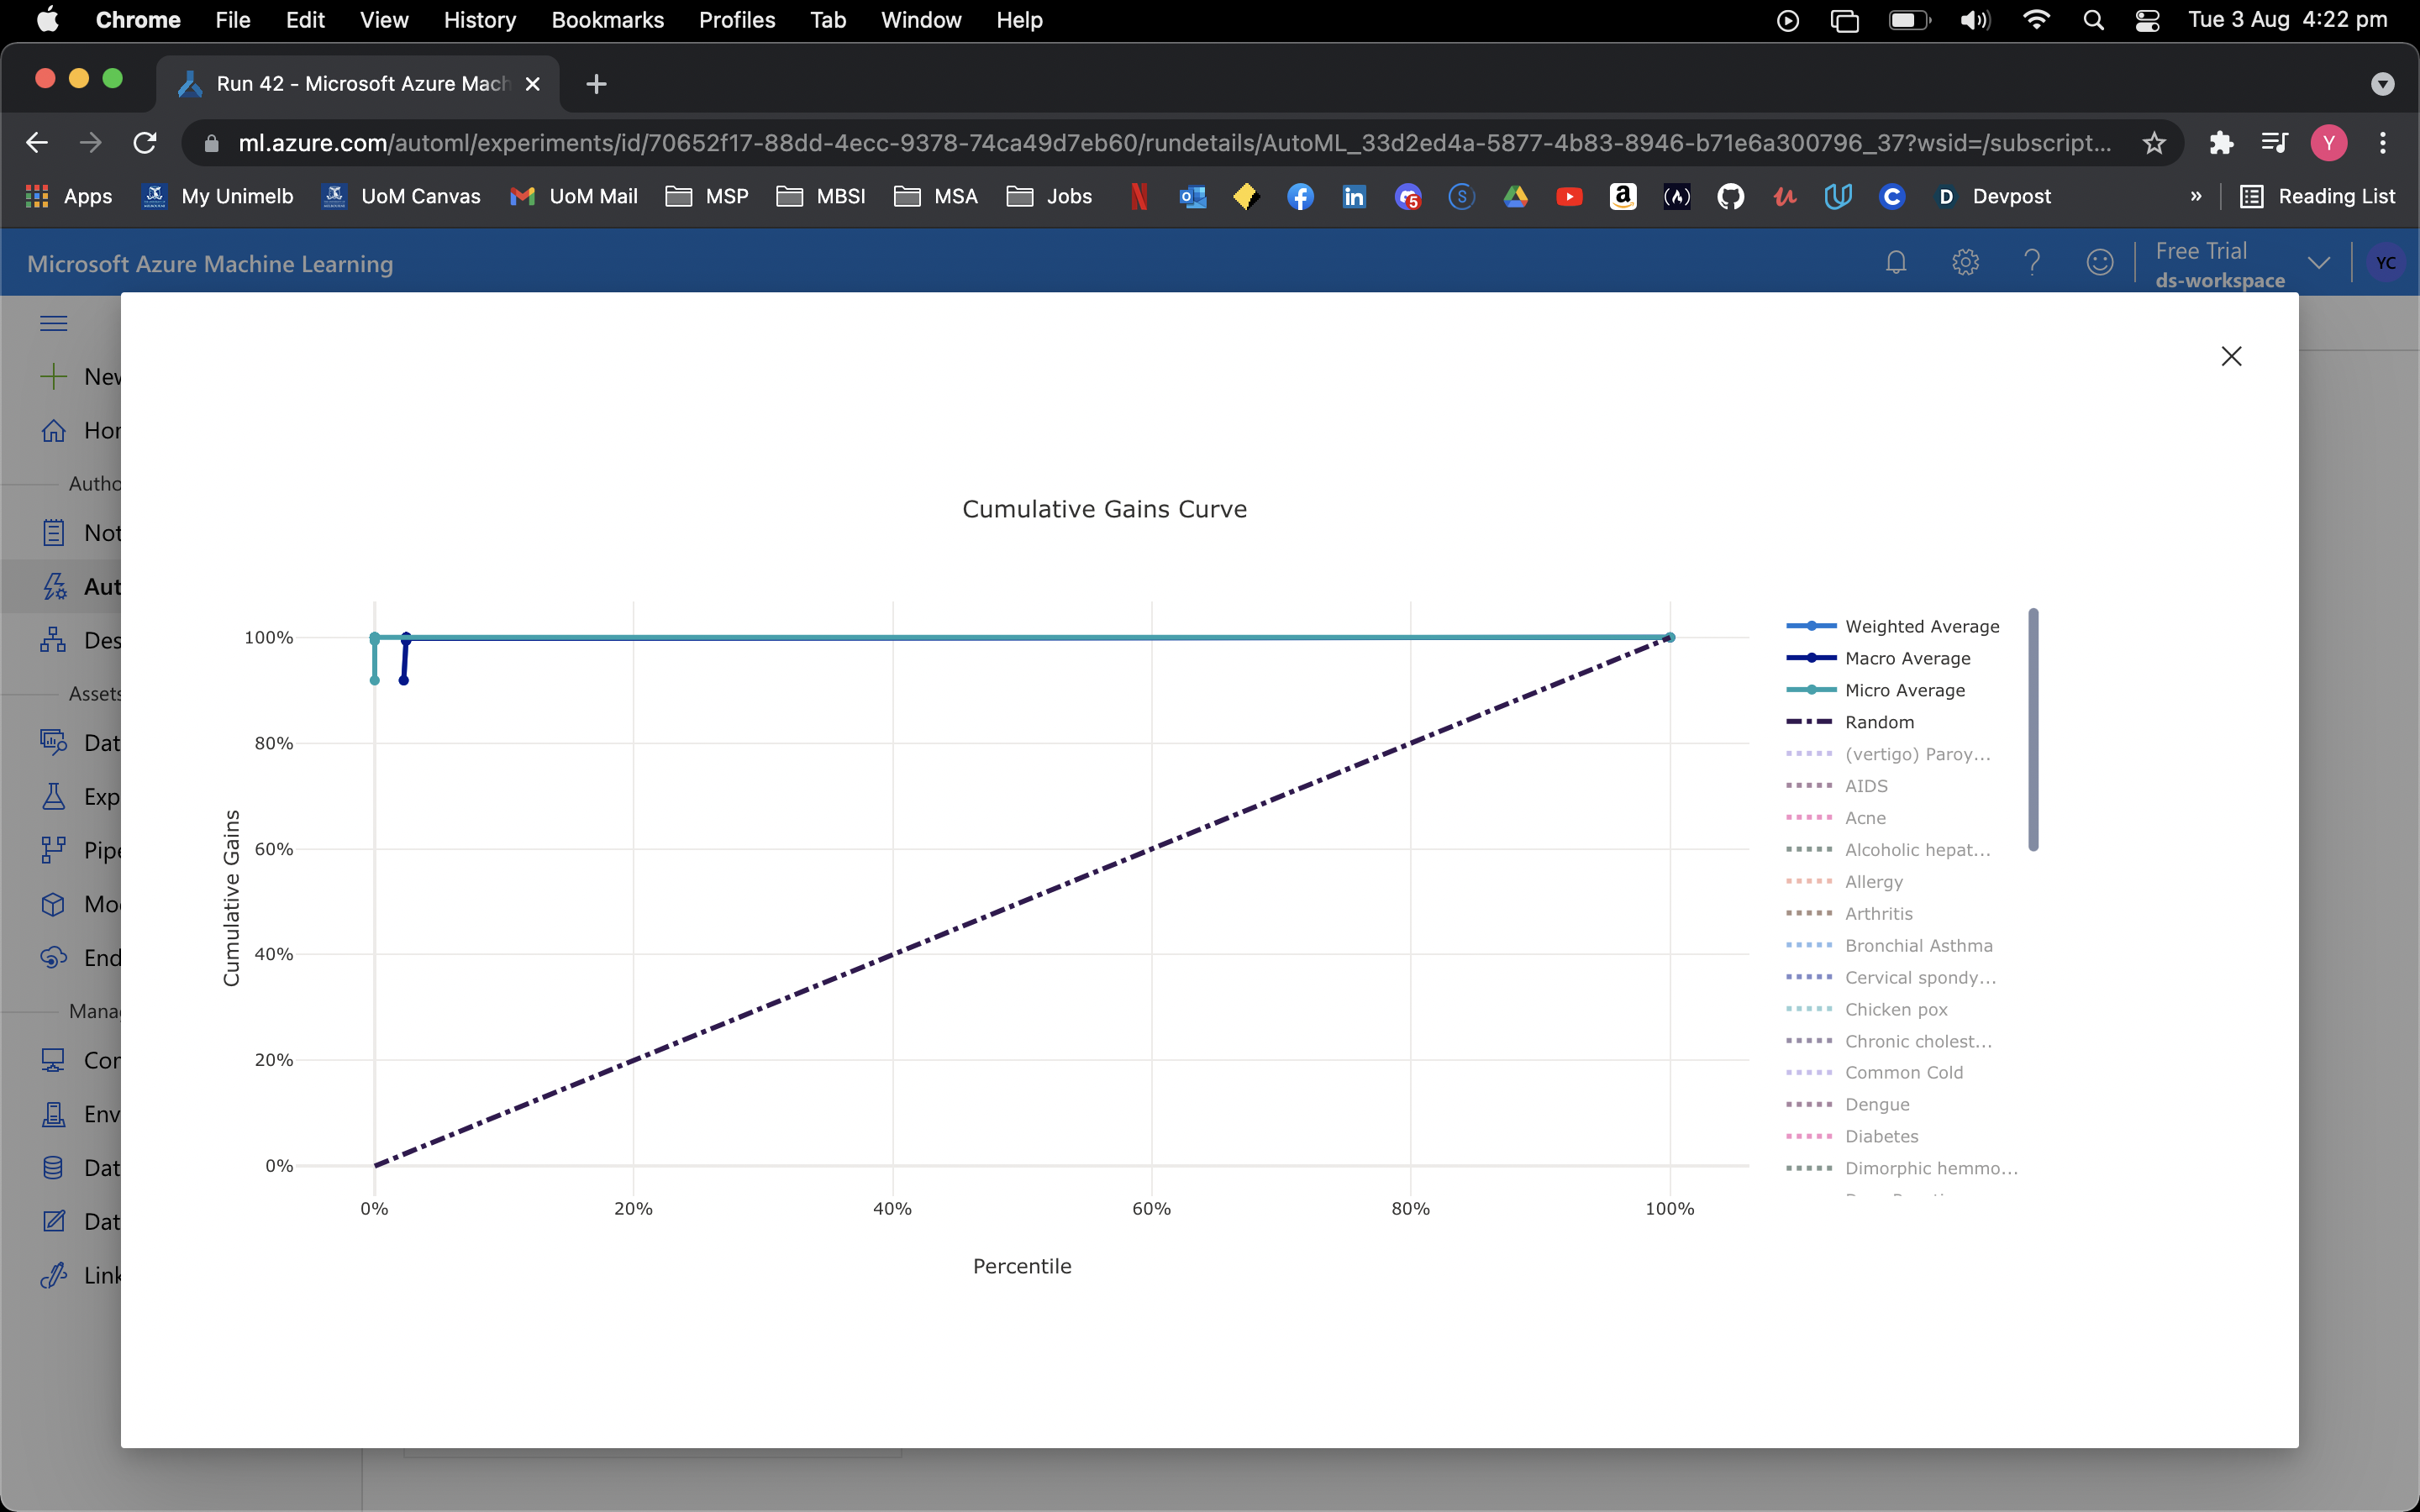 Chrome File Edit View History Bookmarks Profiles Tab Window Help Tue 3 Aug 4:22 pm
Run 42 - Microsoft Azure Mach
ml.azure.com/automl/experiments/id/70652f17-88dd-4ecc-9378-74ca49d7eb60/rundetails/AutoML_33d2ed4a-5877-4b83-8946-b71e6a300796_37?wsid=/subscript... Y
Apps My Unimelb UoM Canvas UoM Mail MSP MBSI MSA Jobs 5 Devpost » Reading List
Microsoft Azure Machine Learning Free Trial
ds-workspace YC
New
Hor
Autho
Not
Aut
Des
Assets
Dat
Exp
Pipe
Mod
End
Manag
Con
Env
Dat
Dat
Link
Cumulative Gains Curve
100%
80%
60%
40%
20%
0%
Cumulative Gains
0% 20% 40% 60% 80% 100%
Percentile
Weighted Average
Macro Average
Micro Average
Random
(vertigo) Paroy...
AIDS
Acne
Alcoholic hepat...
Allergy
Arthritis
Bronchial Asthma
Cervical spondy...
Chicken pox
Chronic cholest...
Common Cold
Dengue
Diabetes
Dimorphic hemmo...